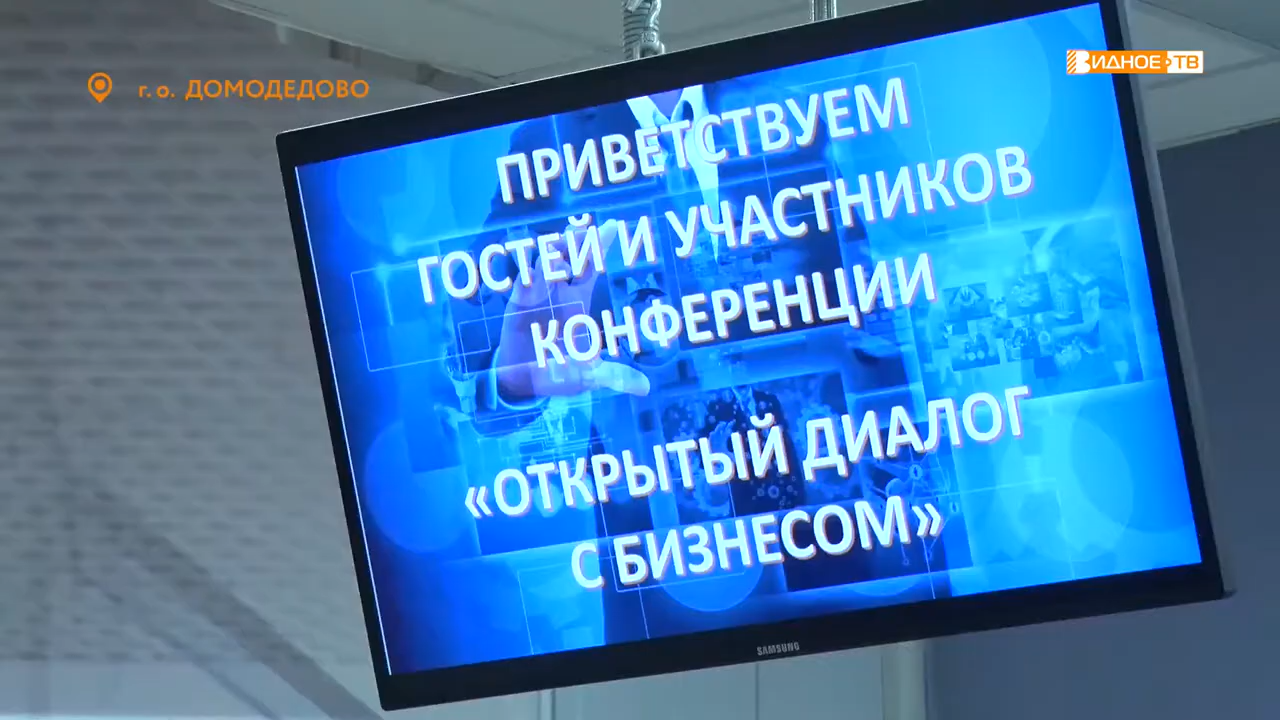 г. о. ДОМОДЕДОВО
ВИДНОЕ-ТВ
ПРИВЕТСТВУЕМ
ГОСТЕЙ И УЧАСТНИКОВ
КОНФЕРЕНЦИИ
«ОТКРЫТЫЙ ДИАЛОГ
С БИЗНЕСОМ»
SAMSUNG